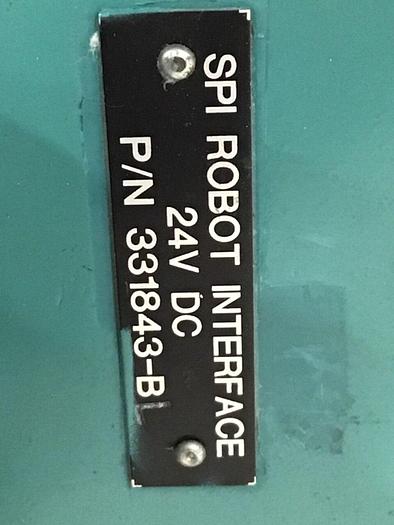 SPI ROBOT INTERFACE
24V DC
P/N 331843-B